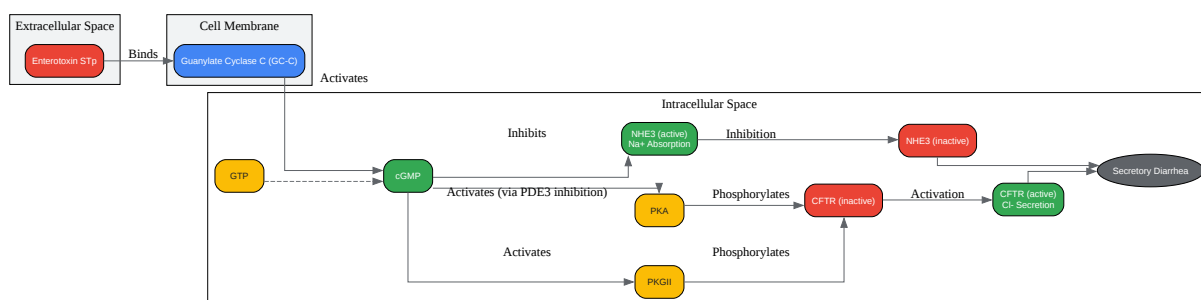 Extracellular Space
Cell Membrane
Enterotoxin STp
Binds
Guanylate Cyclase C (GC-C)
Activates
Intracellular Space
Inhibits
NHE3 (active)
Na+ Absorption
Inhibition
NHE3 (inactive)
GTP
cGMP
Secretory Diarrhea
Activates (via PDE3 inhibition)
PKA
Phosphorylates
CFTR (inactive)
Activation
CFTR (active)
Cl- Secretion
Activates
PKGII
Phosphorylates